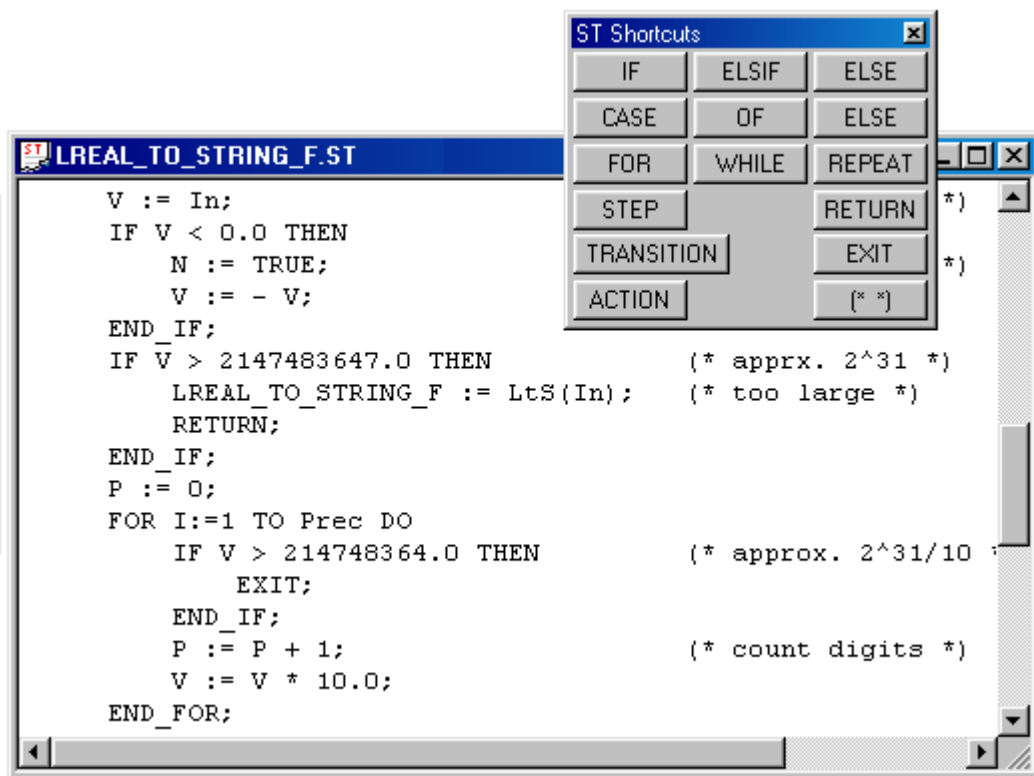 ST Shortcuts
IF ELSIF ELSE
CASE OF ELSE
FOR WHILE REPEAT
STEP RETURN
TRANSITION EXIT
ACTION (* *)
ST LREAL_TO_STRING_F.ST
V := In; *)
IF V < 0.0 THEN
N := TRUE; *)
V := - V;
END_IF;
IF V > 2147483647.0 THEN (* apprx. 2^31 *)
LREAL_TO_STRING_F := LtS(In); (* too large *)
RETURN;
END_IF;
P := 0;
FOR I:=1 TO Prec DO
IF V > 214748364.0 THEN (* approx. 2^31/10 *
EXIT;
END_IF;
P := P + 1; (* count digits *)
V := V * 10.0;
END_FOR;